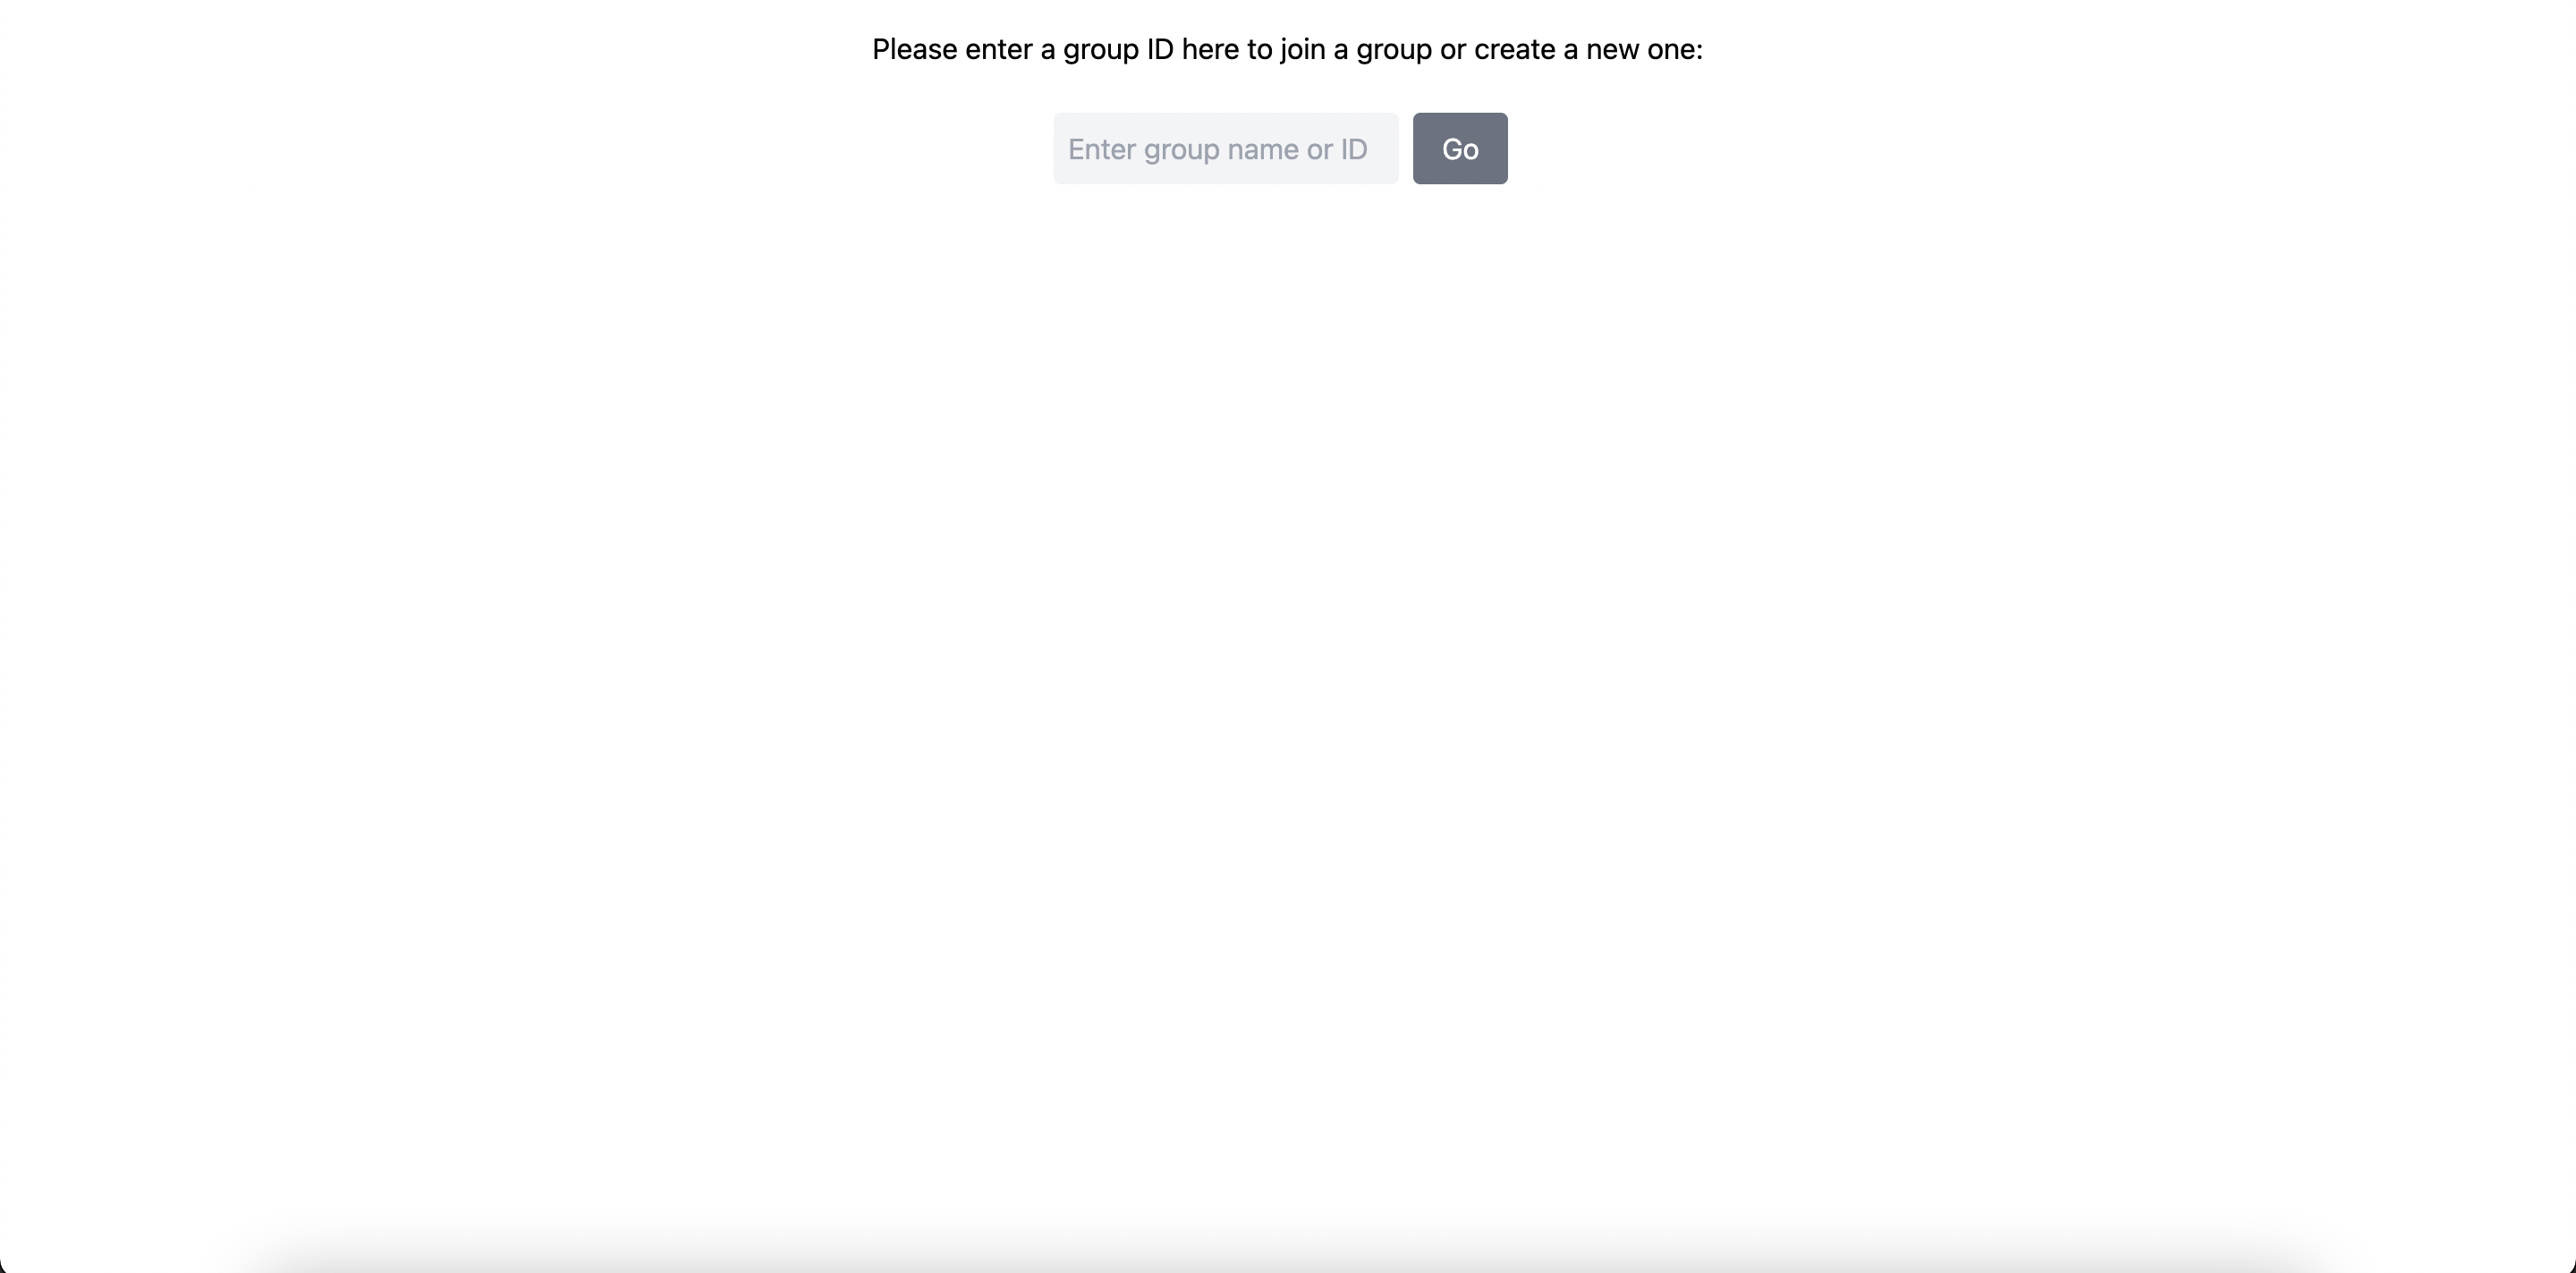 Please enter a group ID here to join a group or create a new one:
Enter group name or ID
Go